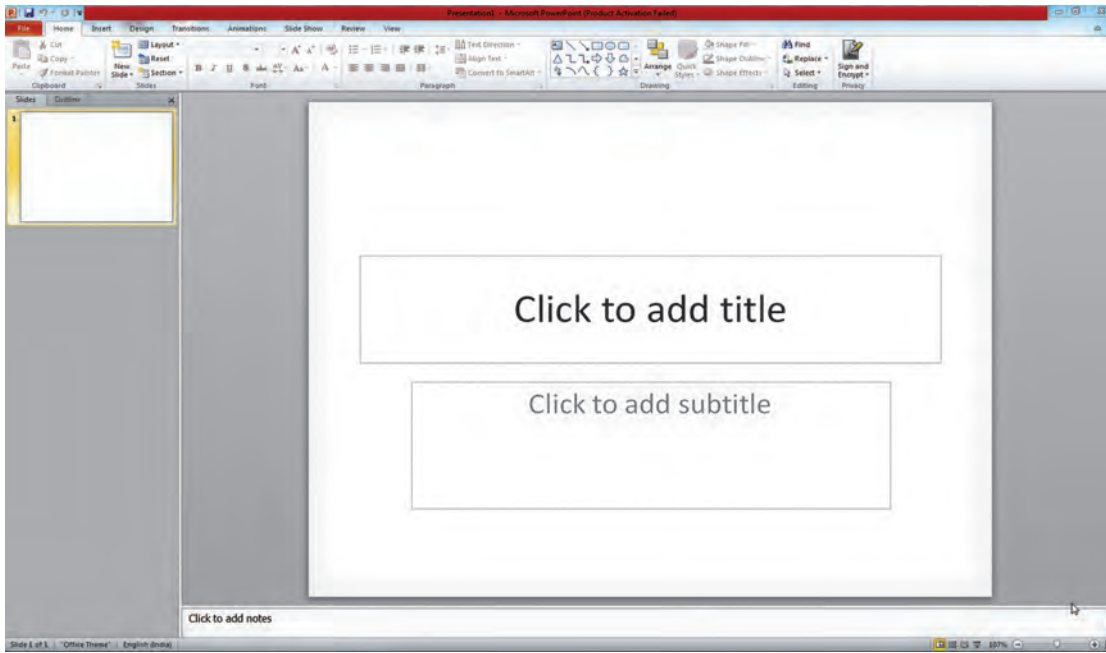 Presentation1 - Microsoft PowerPoint (Product Activation Failed)
File Home Insert Design Transitions Animations Slide Show Review View
Cut
Copy
Format Painter
Paste
Clipboard
New Slide
Layout
Reset
Section
Slides
B I U S abc AV Aa A
Font
Text Direction
Align Text
Convert to SmartArt
Paragraph
Arrange
Quick Styles
Shape Fill
Shape Outline
Shape Effects
Drawing
Find
Replace
Select
Editing
Sign and Encrypt
Privacy
Slides Outline
1
Click to add title
Click to add subtitle
Click to add notes
Slide 1 of 1 "Office Theme" English (India) 107%